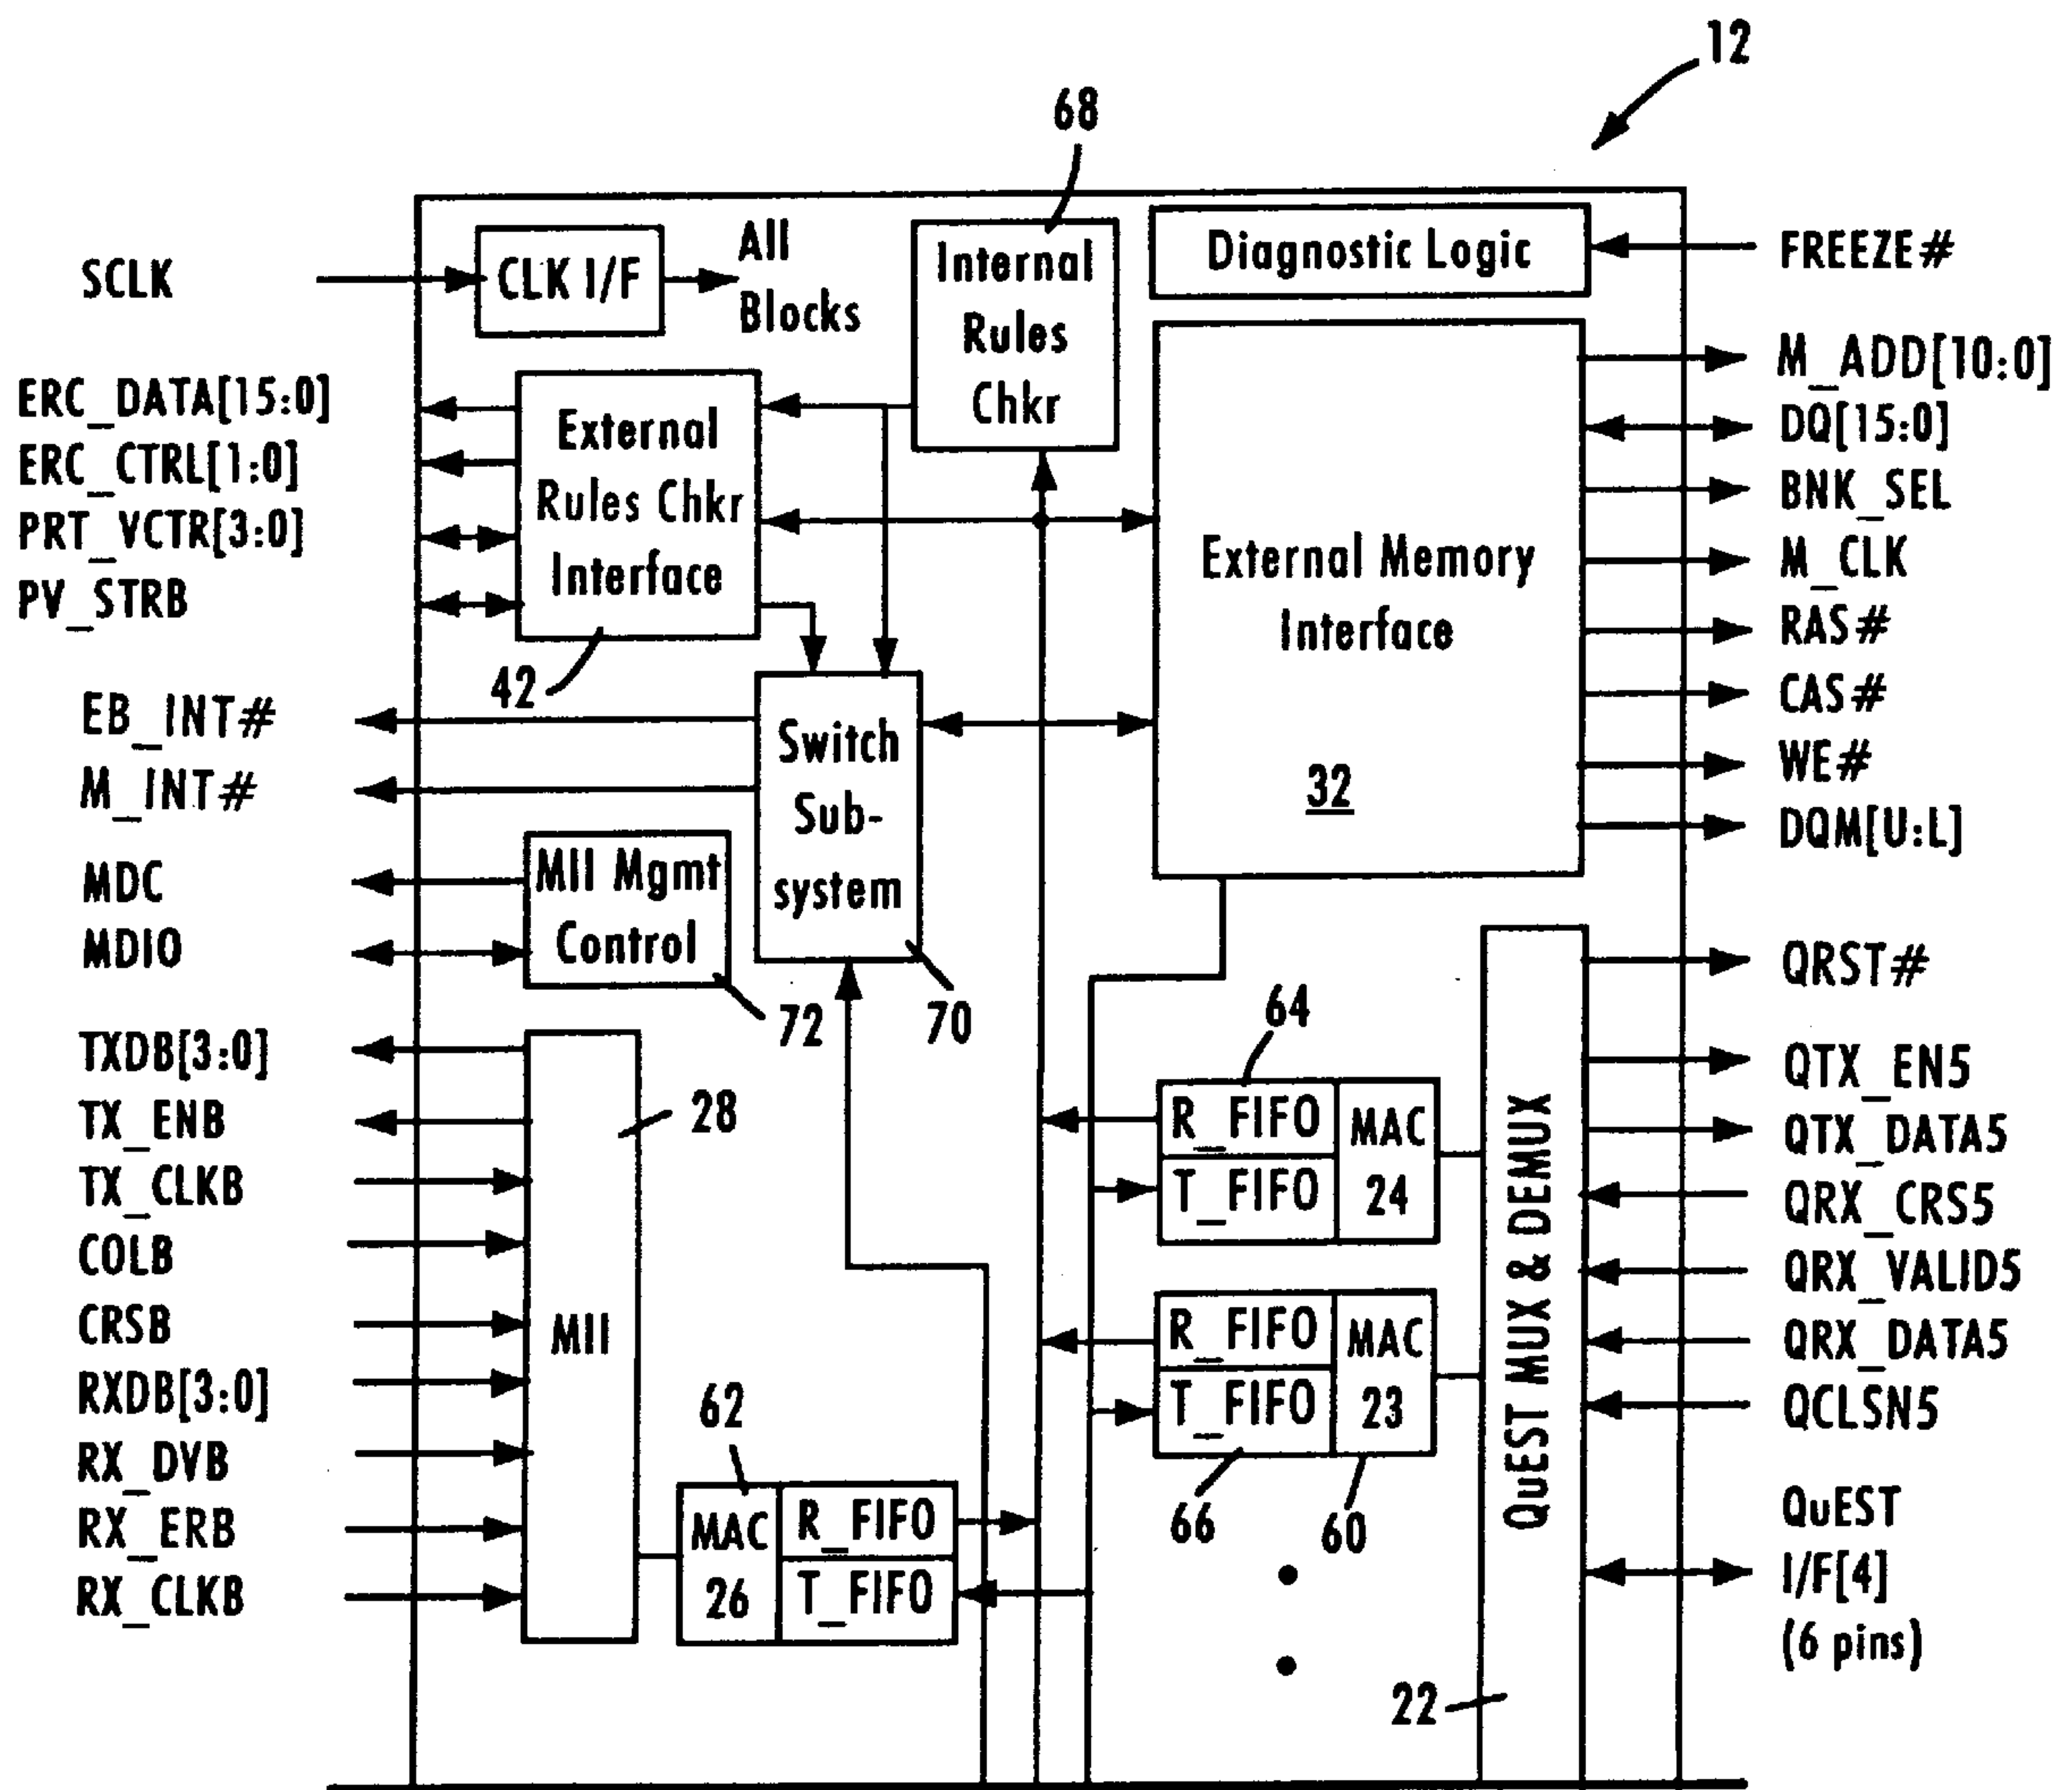 12
68
SCLK
CLK I/F
All
Blocks
Internal
Rules
Chkr
Diagnostic Logic
FREEZE#
ERC_DATA[15:0]
ERC_CTRL[1:0]
PRT_VCTR[3:0]
PV_STRB
External
Rules Chkr
Interface
42
External Memory
Interface
32
M_ADD[10:0]
DQ[15:0]
BNK_SEL
M_CLK
RAS#
CAS#
WE#
DQM[U:L]
EB_INT#
M_INT#
Switch
Sub-
system
70
MDC
MDIO
MII Mgmt
Control
72
TXDB[3:0]
TX_ENB
TX_CLKB
COLB
CRSB
RXDB[3:0]
RX_DVB
RX_ERB
RX_CLKB
28
MII
62
MAC
26
R_FIFO
T_FIFO
64
R_FIFO
T_FIFO
MAC
24
R_FIFO
T_FIFO
MAC
23
66
60
QuEST MUX & DEMUX
22
QRST#
QTX_EN5
QTX_DATA5
QRX_CRS5
QRX_VALID5
QRX_DATA5
QCLSN5
QuEST
I/F[4]
(6 pins)